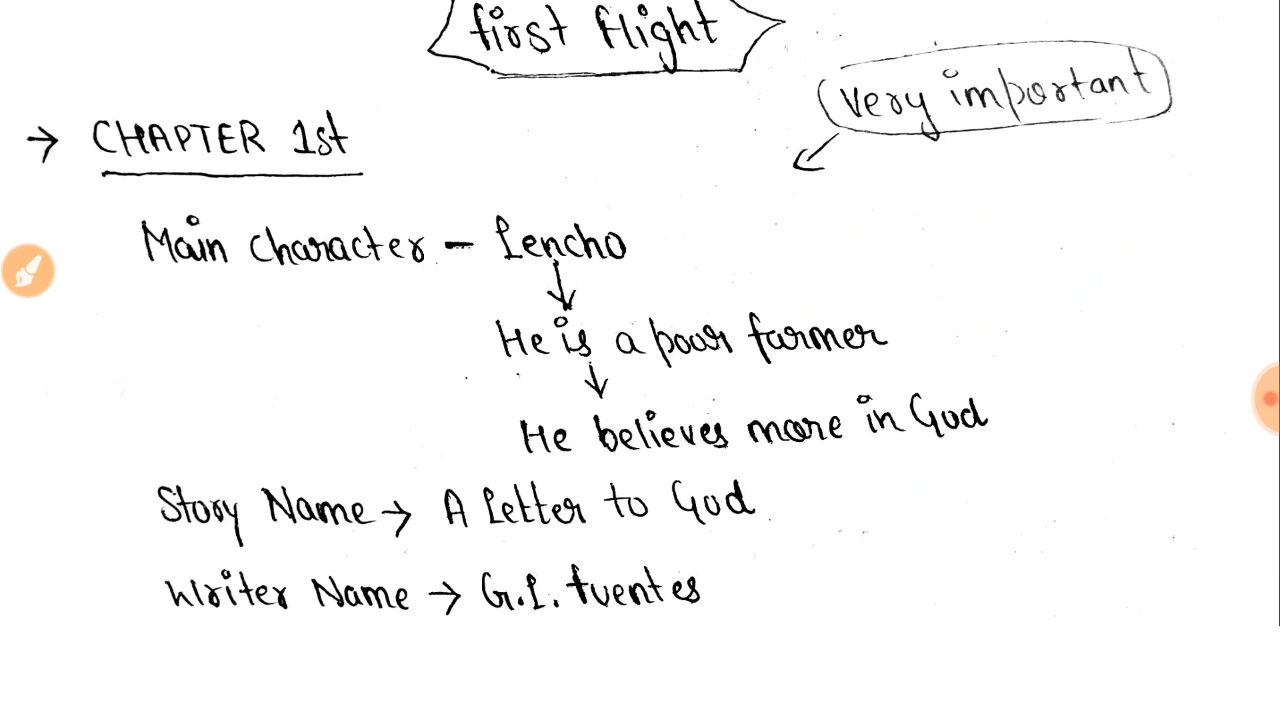 first flight
(very important)
→ CHAPTER 1st
Main character - Lencho
He is a poor farmer
He believes more in God
Story Name → A Letter to God
Writer Name → G.L. fuentes